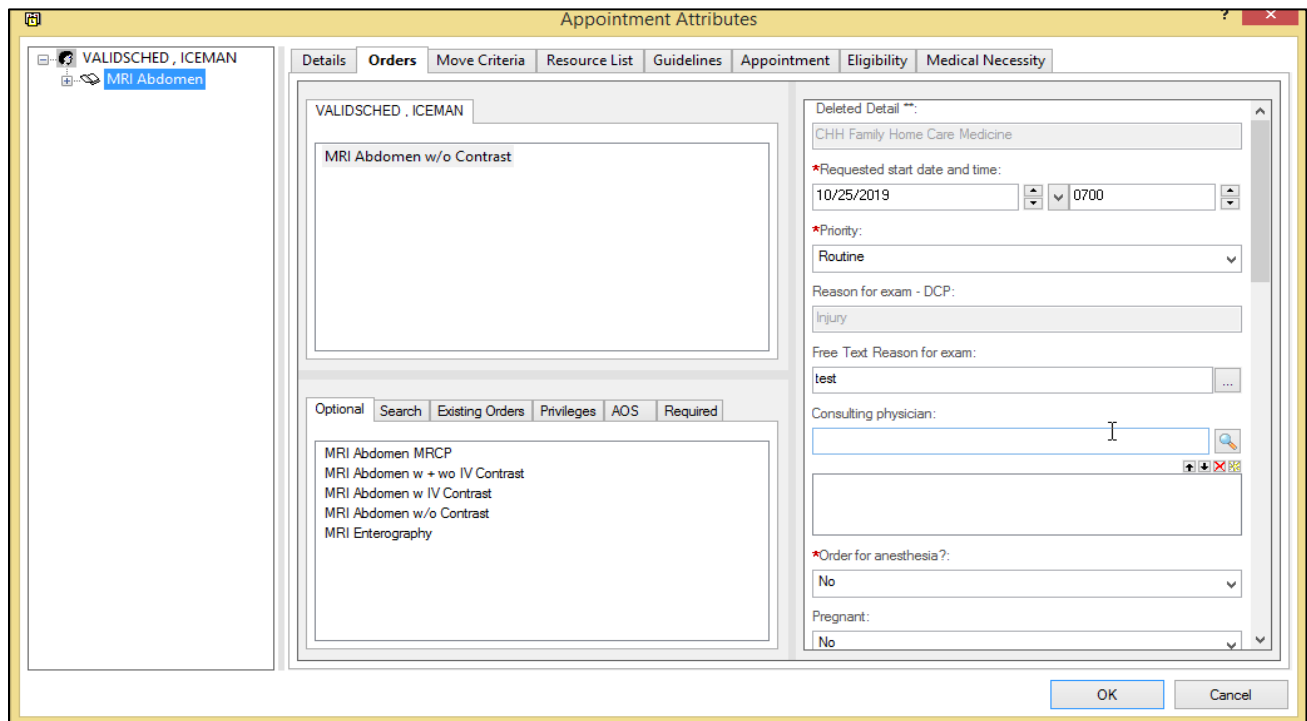 Appointment Attributes
?
VALIDSCHED , ICEMAN
MRI Abdomen
Details Orders Move Criteria Resource List Guidelines Appointment Eligibility Medical Necessity
VALIDSCHED , ICEMAN
MRI Abdomen w/o Contrast
Optional Search Existing Orders Privileges AOS Required
MRI Abdomen MRCP
MRI Abdomen w + wo IV Contrast
MRI Abdomen w IV Contrast
MRI Abdomen w/o Contrast
MRI Enterography
Deleted Detail **:
CHH Family Home Care Medicine
*Requested start date and time:
10/25/2019 0700
*Priority:
Routine
Reason for exam - DCP:
Injury
Free Text Reason for exam:
test
...
Consulting physician:
*Order for anesthesia?:
No
Pregnant:
No
OK Cancel